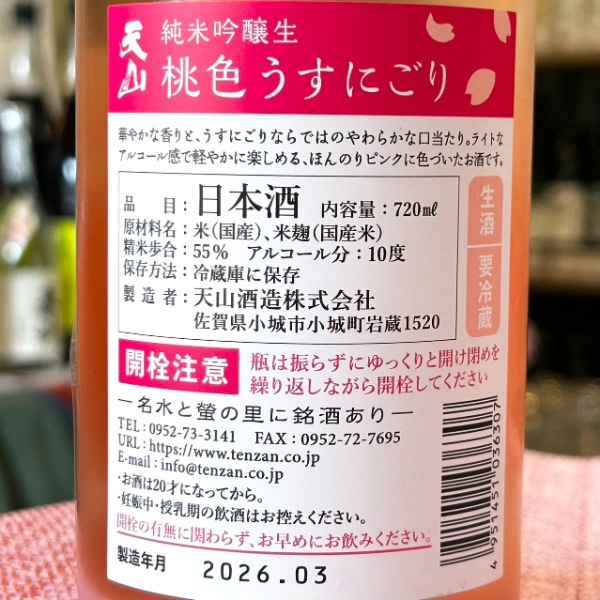 天山 純米吟醸生
桃色うすにごり
華やかな香りと、うすにごりならではのやわらかな口当たり。ライトな
アルコール感で軽やかに楽しめる、ほんのりピンクに色づいたお酒です。
品目：日本酒 内容量：720㎖
原材料名：米（国産）、米麹（国産米）
精米歩合：55% アルコール分：10度
保存方法：冷蔵庫に保存
製造者：天山酒造株式会社
佐賀県小城市小城町岩蔵1520
生酒
要冷蔵
開栓注意
瓶は振らずにゆっくりと開け閉めを
繰り返しながら開栓してください
―名水と螢の里に銘酒あり―
TEL：0952-73-3141 FAX：0952-72-7695
URL：https://www.tenzan.co.jp
E-mail：info@tenzan.co.jp
・お酒は20才になってから。
・妊娠中・授乳期の飲酒はお控えください。
開栓の有無に関わらず、お早めにお飲みください。
製造年月 2026.03
4951451036307